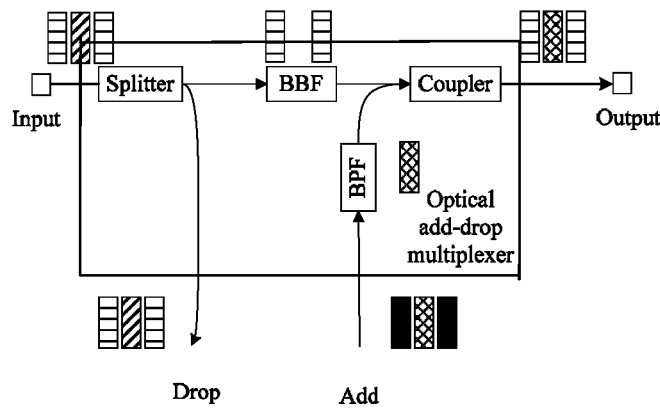 Splitter
BBF
Coupler
Input
Output
BPF
Optical
add-drop
multiplexer
Drop
Add